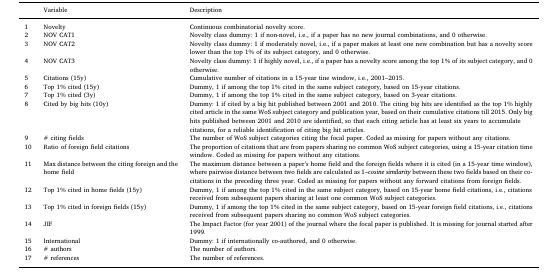 Variable Description
1 Novelty Continuous combinatorial novelty score.
2 NOV CAT1 Novelty class dummy: 1 if non-novel, i.e., if a paper has no new journal combinations, and 0 otherwise.
3 NOV CAT2 Novelty class dummy: 1 if moderately novel, i.e., if a paper makes at least one new combination but has a novelty score
lower than the top 1% of its subject category, and 0 otherwise.
4 NOV CAT3 Novelty class dummy: 1 if highly novel, i.e., if a paper has a novelty score among the top 1% of its subject category, and 0
otherwise.
5 Citations (15y) Cumulative number of citations in a 15-year time window, i.e., 2001–2015.
6 Top 1% cited (15y) Dummy, 1 if among the top 1% cited in the same subject category, based on 15-year citations.
7 Top 1% cited (3y) Dummy, 1 if among the top 1% cited in the same subject category, based on 3-year citations.
8 Cited by big hits (10y) Dummy: 1 if cited by a big hit published between 2001 and 2010. The citing big hits are identified as the top 1% highly
cited article in the same WoS subject category and publication year, based on their cumulative citations till 2015. Only big
hits published between 2001 and 2010 are identified, so that each citing article has at least six years to accumulate
citations, for a reliable identification of citing big hit articles.
9 # citing fields The number of WoS subject categories citing the focal paper. Coded as missing for papers without any citations.
10 Ratio of foreign field citations The proportion of citations that are from papers sharing no common WoS subject categories, using a 15-year citation time
window. Coded as missing for papers without any citations.
11 Max distance between the citing foreign and the The maximum distance between a paper's home field and the foreign fields where it is cited (in a 15-year time window),
home field where pairwise distance between two fields are calculated as 1–cosine similarity between these two fields based on their co-
citations in the preceding three year. Coded as missing for papers without any forward citations from foreign fields.
12 Top 1% cited in home fields (15y) Dummy, 1 if among the top 1% cited in the same subject category, based on 15-year home field citations, i.e., citations
received from subsequent papers sharing at least one common WoS subject categories.
13 Top 1% cited in foreign fields (15y) Dummy, 1 if among the top 1% cited in the same subject category, based on 15-year foreign field citations, i.e., citations
received from subsequent papers sharing no common WoS subject categories.
14 JIF The Impact Factor (for year 2001) of the journal where the focal paper is published. It is missing for journal started after
1999.
15 International Dummy: 1 if internationally co-authored, and 0 otherwise.
16 # authors The number of authors.
17 # references The number of references.